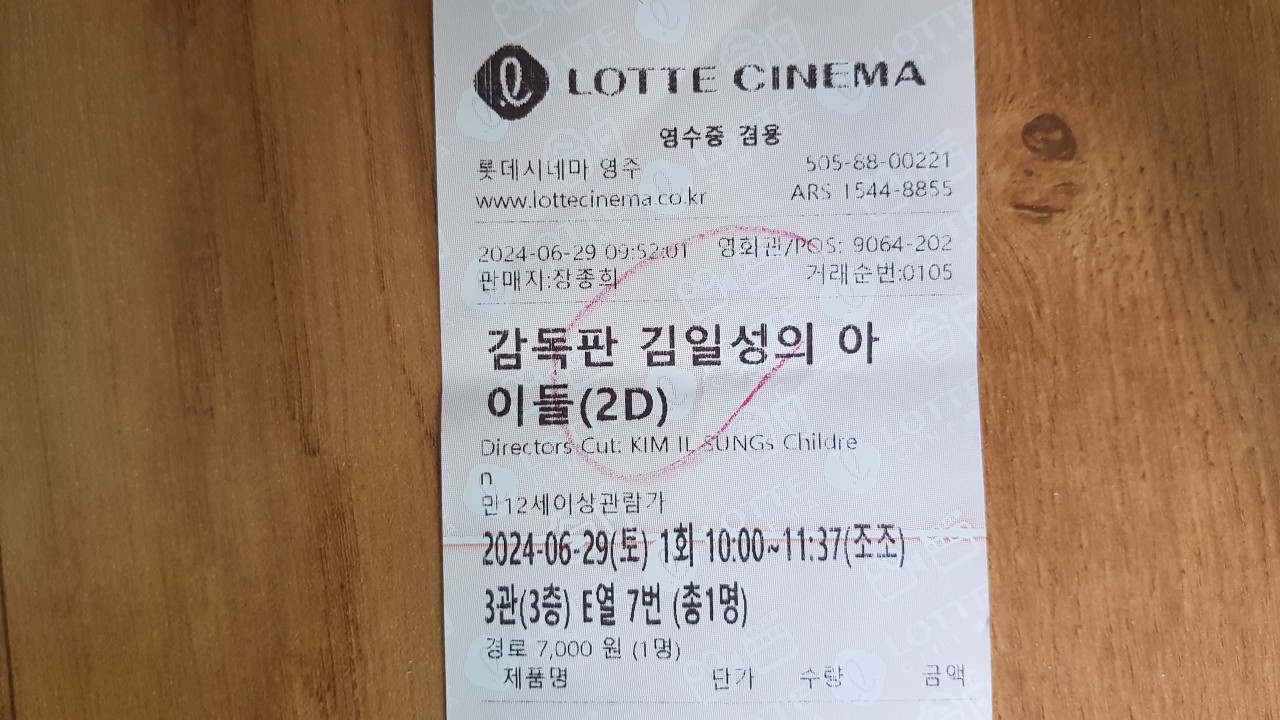 LOTTE CINEMA
영수증 겸용
롯데시네마 영주 505-88-00221
www.lottecinema.co.kr ARS 1544-8855
2024-06-29 09:52:01 영화관/POS: 9064-202
판매자:장종희 거래순번:0105
감독판 김일성의 아
이들(2D)
Directors Cut: KIM IL SUNGs Childre
n
만12세이상관람가
2024-06-29(토) 1회 10:00~11:37(조조)
3관(3층) E열 7번 (총1명)
경로 7,000 원 (1명)
제품명 단가 수량 금액